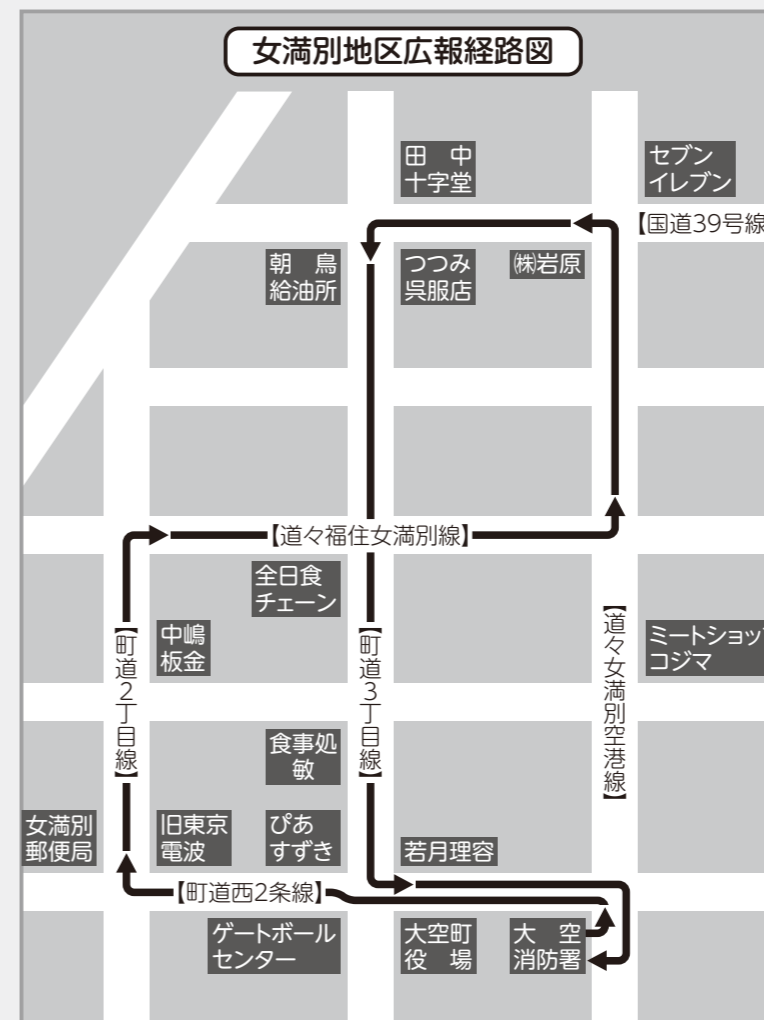 女満別地区広報経路図
田　中
十字堂
セブン
イレブン
【国道39号線
朝　鳥
給油所
つつみ
呉服店
㈱岩原
【道々福住女満別線】
全日食
チェーン
中嶋
板金
【町道2丁目線】
【町道3丁目線】
【道々女満別空港線】
ミートショップ
コジマ
食事処
敏
女満別
郵便局
旧東京
電波
ぴあ
すずき
若月理容
【町道西2条線】
ゲートボール
センター
大空町
役　場
大　空
消防署